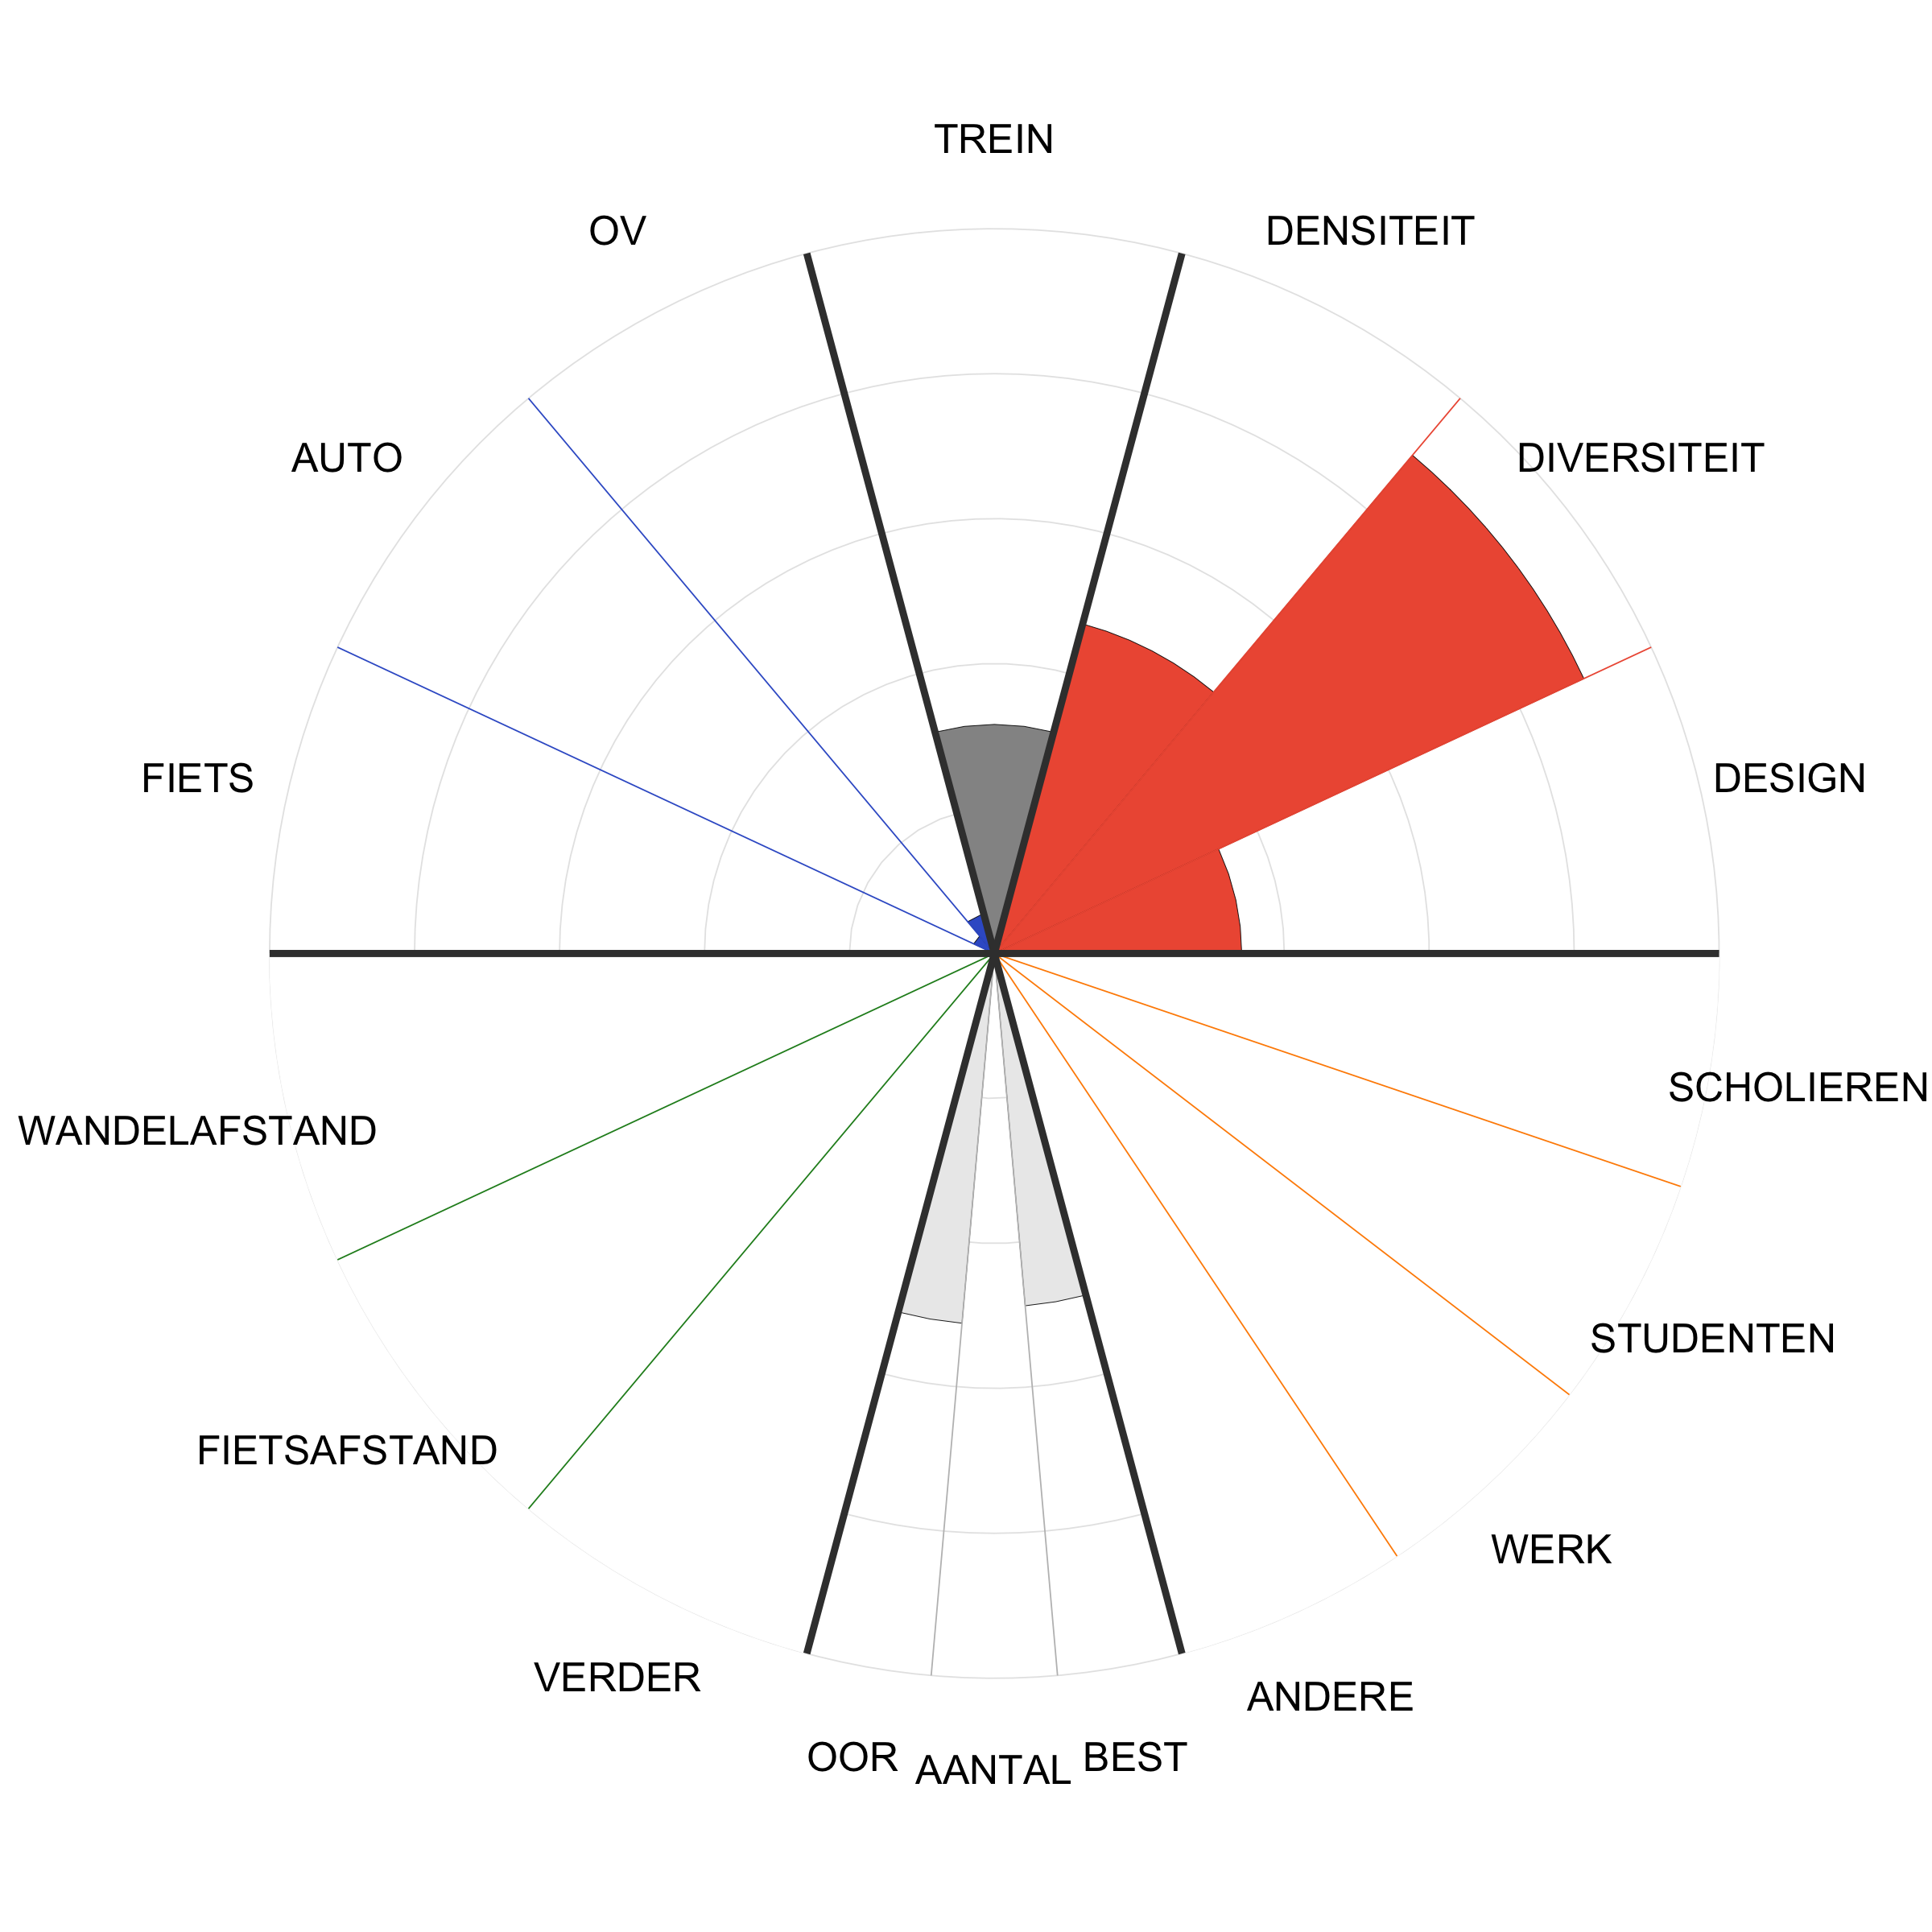 TREIN
OV
DENSITEIT
AUTO
DIVERSITEIT
FIETS
DESIGN
SCHOLIEREN
WANDELAFSTAND
STUDENTEN
FIETSAFSTAND
WERK
VERDER
ANDERE
OOR
AANTAL
BEST